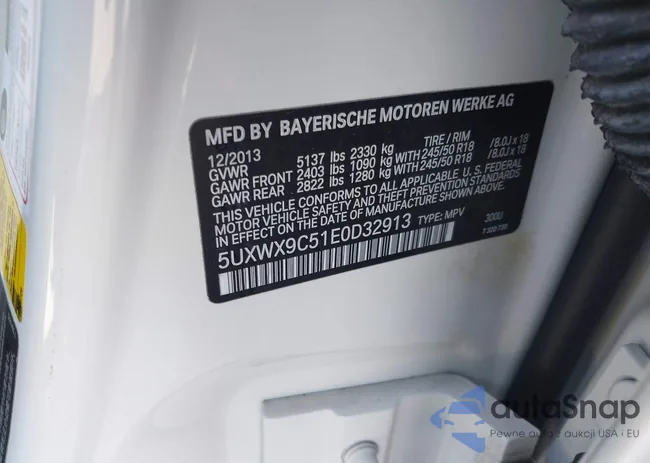 MFD BY BAYERISCHE MOTOREN WERKE AG
12/2013 TIRE / RIM
GVWR 5137 lbs 2330 kg
GAWR FRONT 2403 lbs 1090 kg WITH 245/50 R18 /8.0J x 18
GAWR REAR 2822 lbs 1280 kg WITH 245/50 R18 /8.0J x 18
THIS VEHICLE CONFORMS TO ALL APPLICABLE U. S. FEDERAL
MOTOR VEHICLE SAFETY AND THEFT PREVENTION STANDARDS
IN EFFECT ON THE DATE OF MANUFACTURE SHOWN ABOVE.
5UXWX9C51E0D32913 TYPE: MPV 300U
autaSnap
Pewne auta z aukcji USA i EU